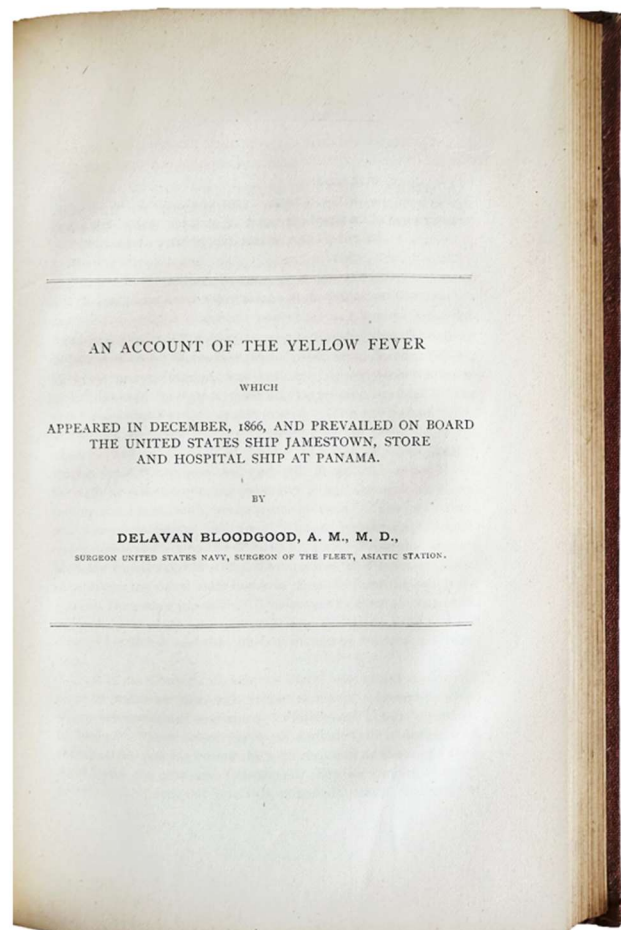 AN ACCOUNT OF THE YELLOW FEVER
WHICH
APPEARED IN DECEMBER, 1866, AND PREVAILED ON BOARD
THE UNITED STATES SHIP JAMESTOWN, STORE
AND HOSPITAL SHIP AT PANAMA.
BY
DELAVAN BLOODGOOD, A. M., M. D.,
SURGEON UNITED STATES NAVY, SURGEON OF THE FLEET, ASIATIC STATION.